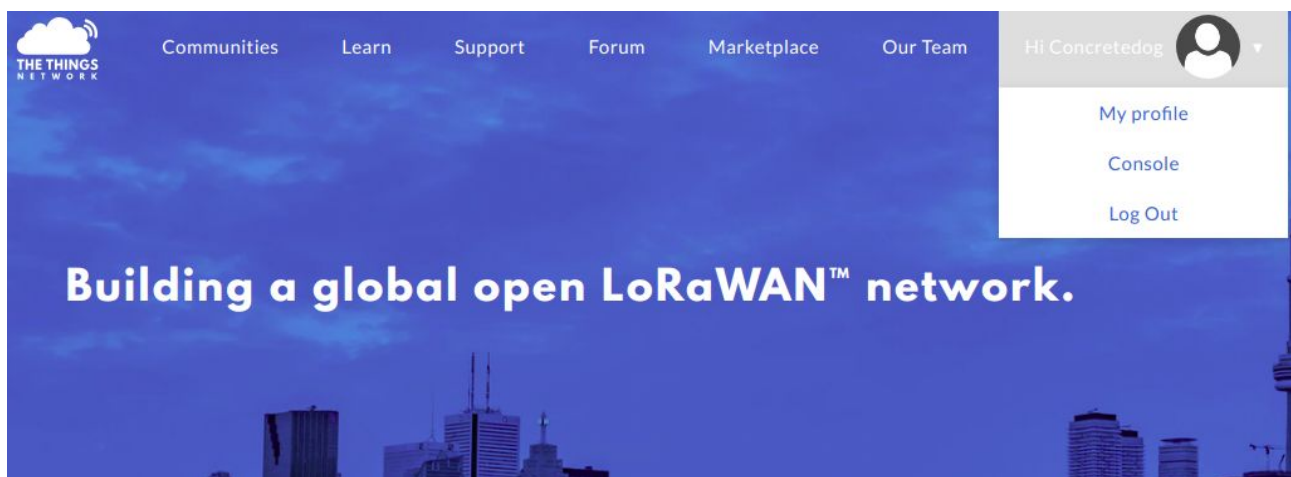 THE THINGS
NETWORK
Communities Learn Support Forum Marketplace Our Team Hi Concretedog ▼
My profile
Console
Log Out
Building a global open LoRaWAN™ network.